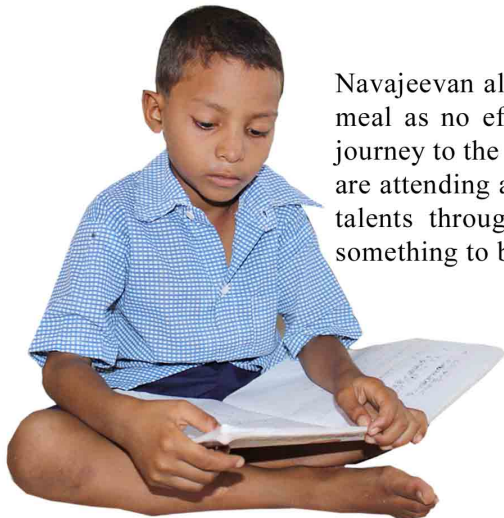 Navajeevan al
meal as no ef
journey to the
are attending a
talents throug
something to b